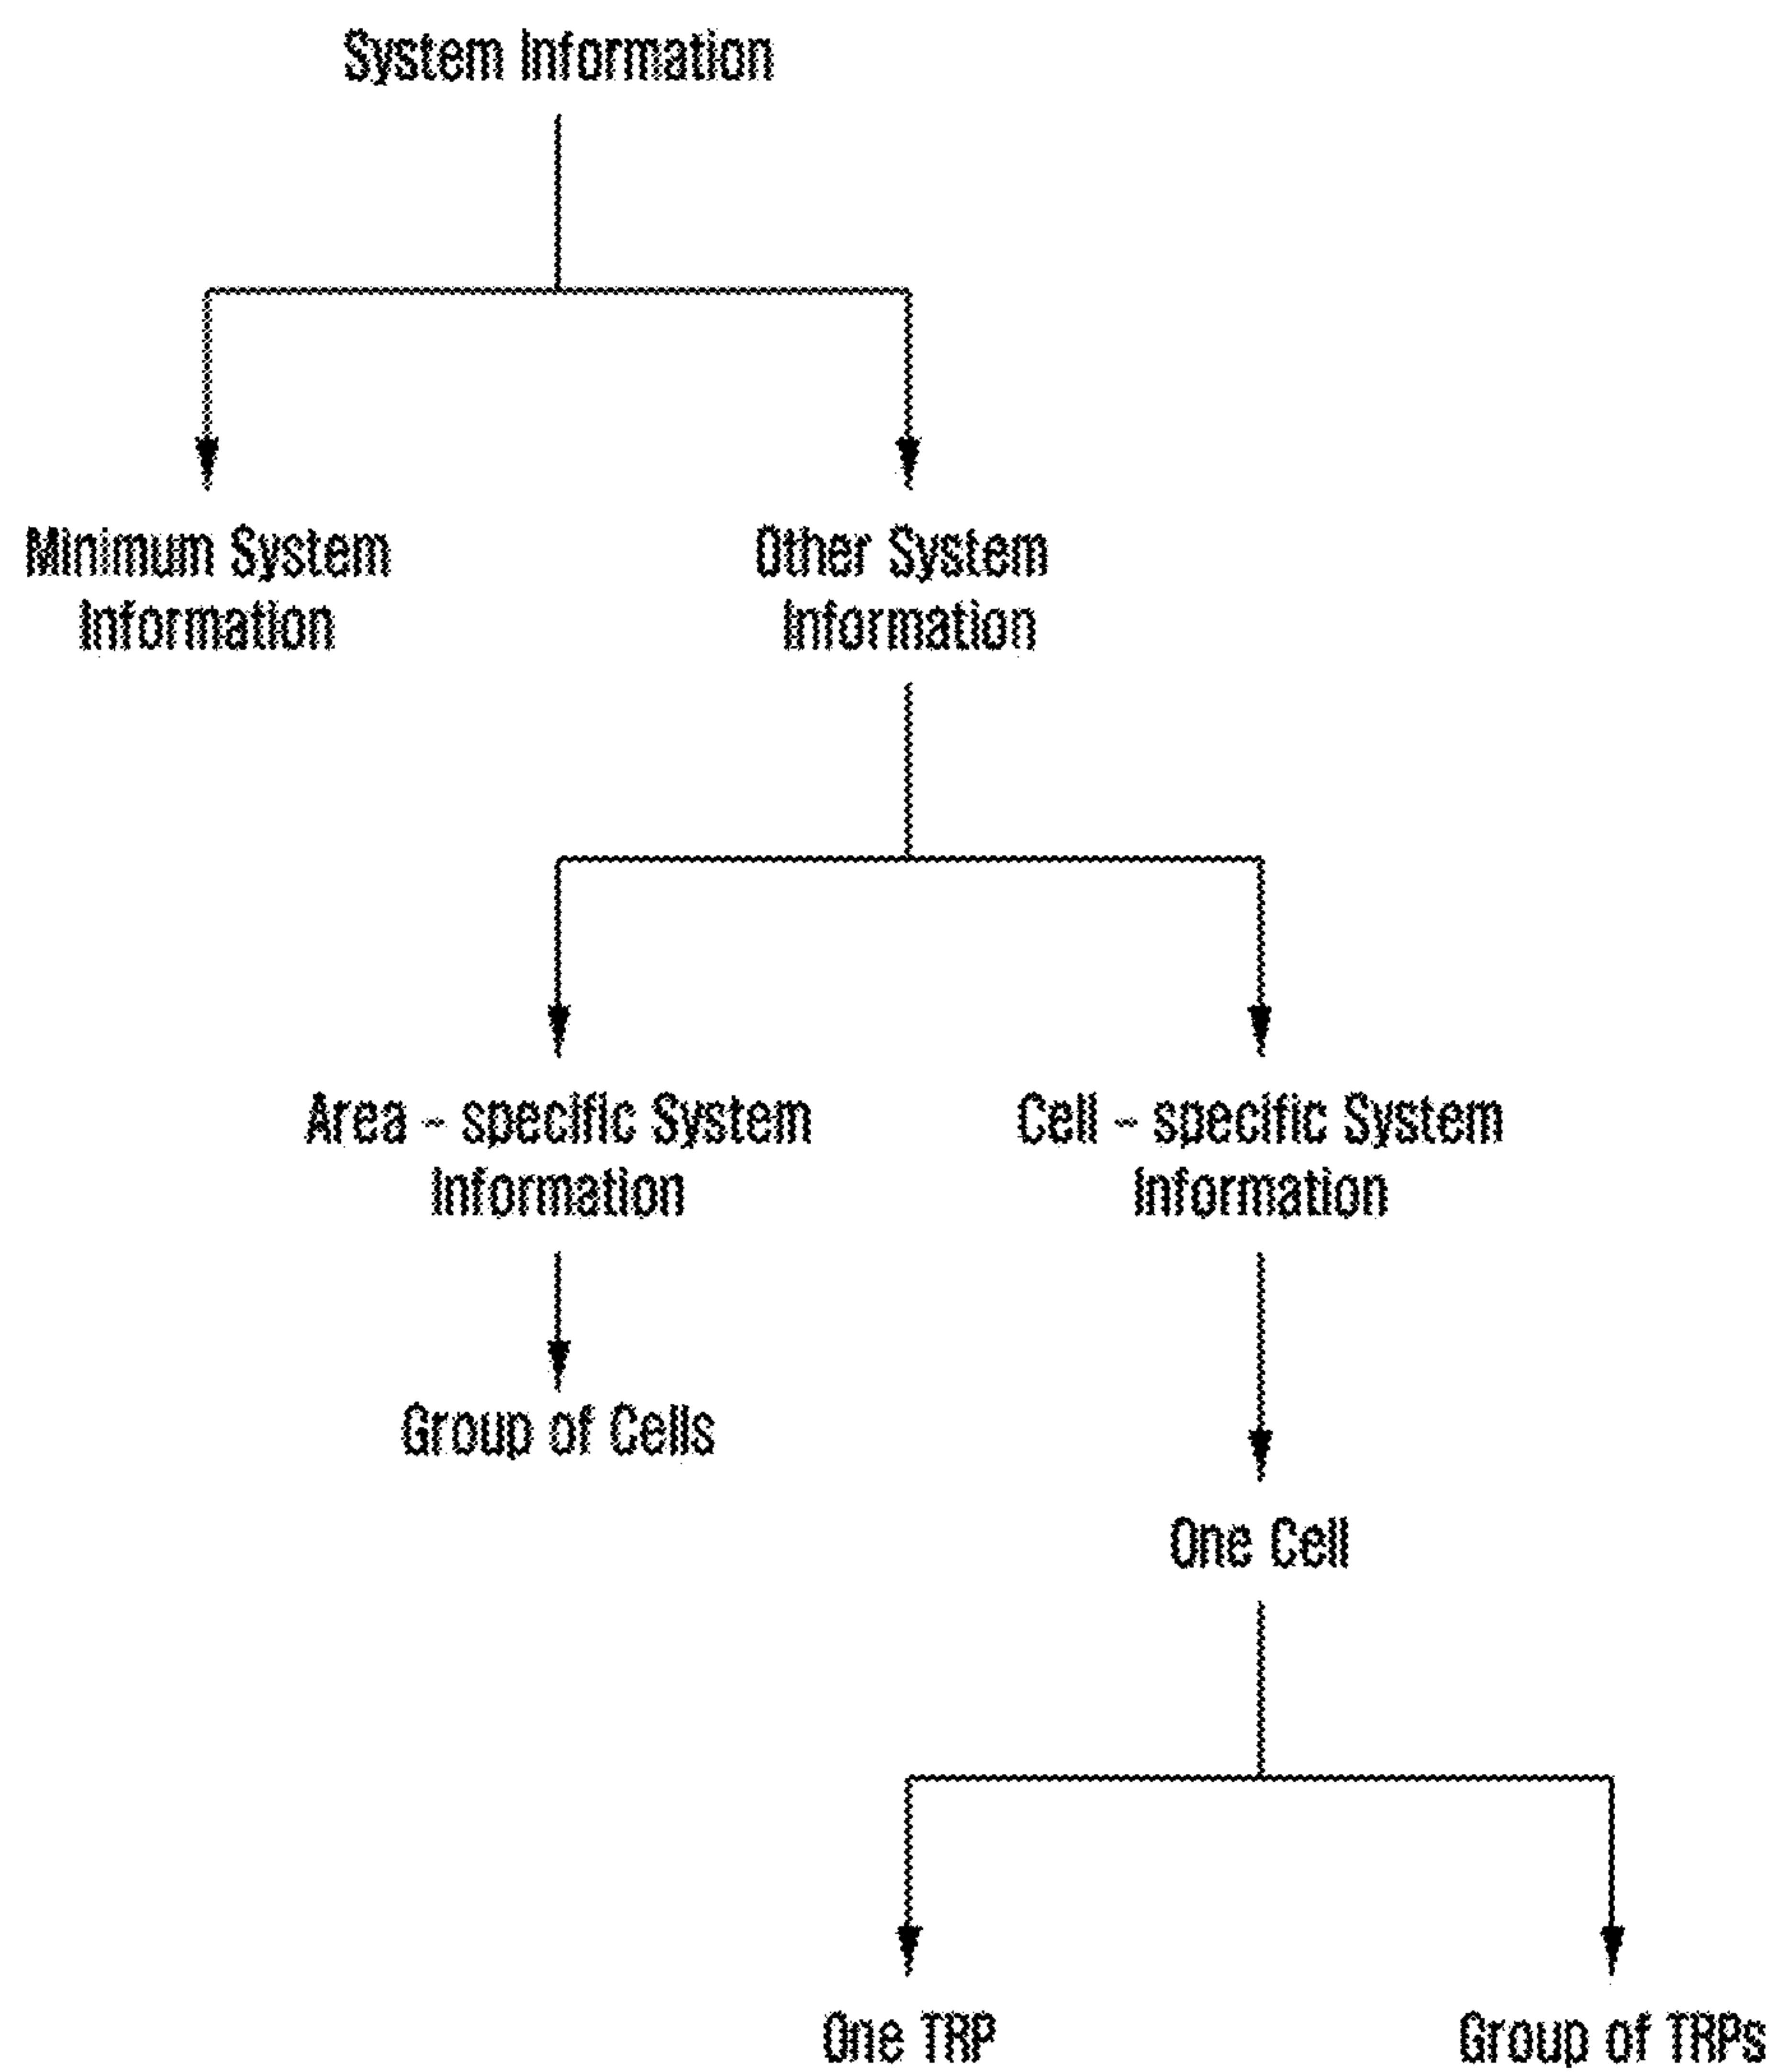 System Information
Minimum System
Information
Other System
Information
Area - specific System
Information
Cell - specific System
Information
Group of Cells
One Cell
One TRP
Group of TRPs